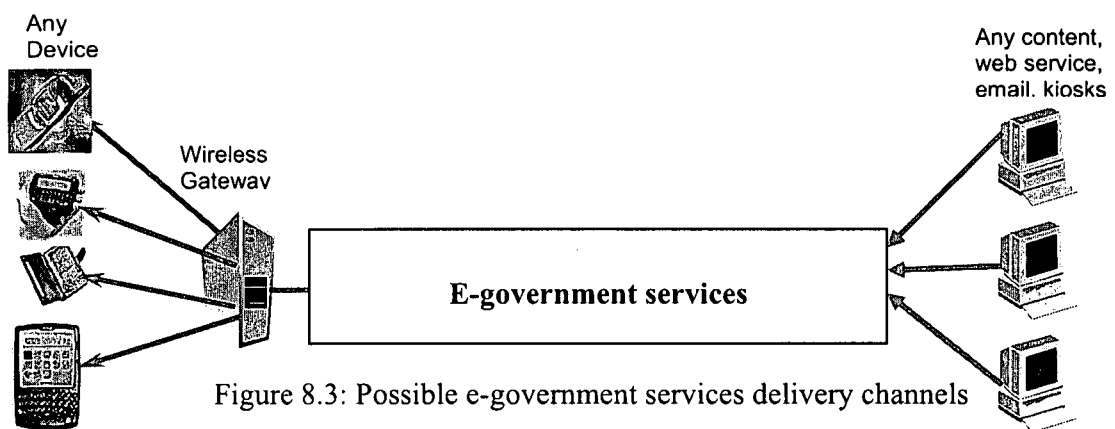 Any
Device
Any content,
web service,
email. kiosks
Wireless
Gateway
E-government services
Figure 8.3: Possible e-government services delivery channels